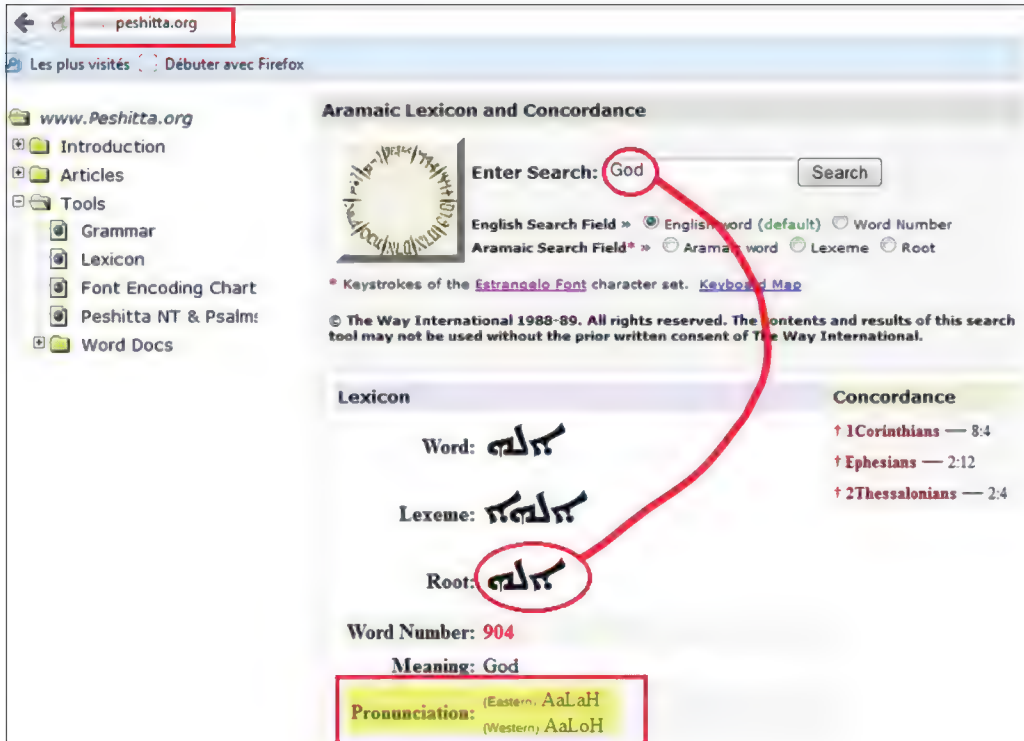 peshitta.org
Les plus visités Débuter avec Firefox
www.Peshitta.org
Introduction
Articles
Tools
Grammar
Lexicon
Font Encoding Chart
Peshitta NT & Psalms
Word Docs
Aramaic Lexicon and Concordance
Enter Search: God Search
English Search Field » English word (default) Word Number
Aramaic Search Field* » Aramaic word Lexeme Root
* Keystrokes of the Estrangelo Font character set. Keyboard Map
© The Way International 1988-89. All rights reserved. The contents and results of this search
tool may not be used without the prior written consent of The Way International.
Lexicon
Word: ܐܠܗ
Lexeme: ܐܠܗܐ
Root: ܐܠܗ
Word Number: 904
Meaning: God
Pronunciation: (Eastern) AaLaH
(Western) AaLoH
Concordance
† 1Corinthians — 8:4
† Ephesians — 2:12
† 2Thessalonians — 2:4